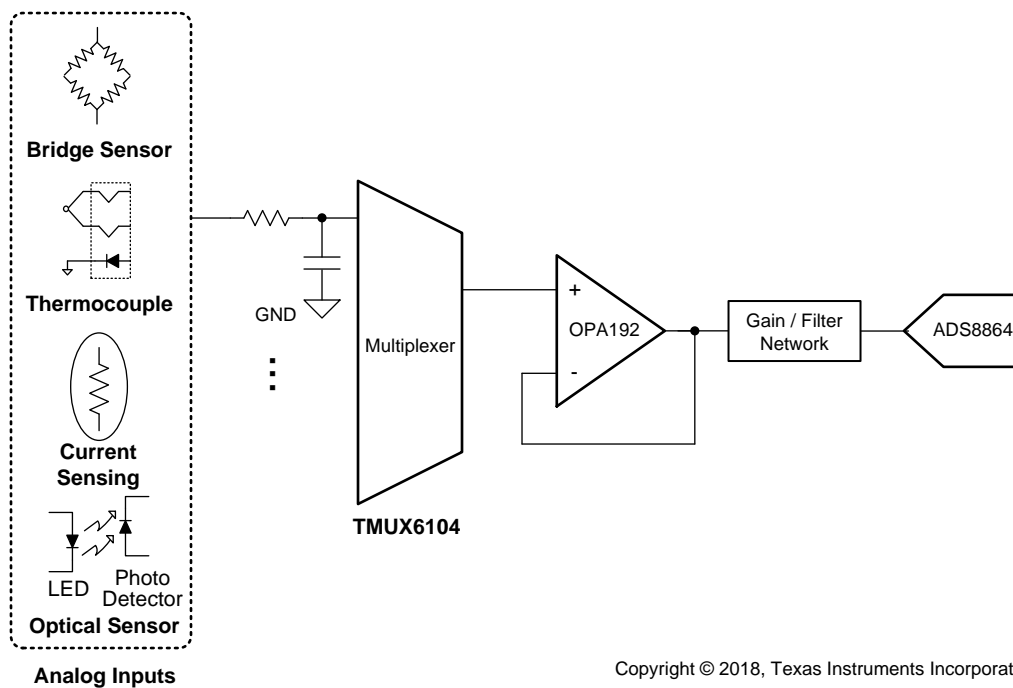 Bridge Sensor
Thermocouple
Current
Sensing
LED
Photo
Detector
Optical Sensor
Analog Inputs
GND
...
Multiplexer
TMUX6104
+
OPA192
-
Gain / Filter
Network
ADS8864
Copyright © 2018, Texas Instruments Incorporat